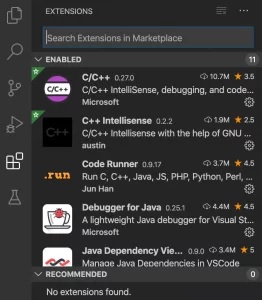 EXTENSIONS
Search Extensions in Marketplace
ENABLED 11
C/C++ 0.27.0 10.7M 3.5
C/C++ IntelliSense, debugging, and code...
Microsoft
C++ Intellisense 0.2.2 1.9M 2.5
C/C++ Intellisense with the help of GNU ...
austin
Code Runner 0.9.17 3.7M 4.5
Run C, C++, Java, JS, PHP, Python, Perl, ...
Jun Han
Debugger for Java 0.25.1 4.4M 4.5
A lightweight Java debugger for Visual St...
Microsoft
Java Dependency Vie... 0.9.0 3.4M 5
Manage Java Dependencies in VSCode
RECOMMENDED 0
No extensions found.
C/C++
C++
.run